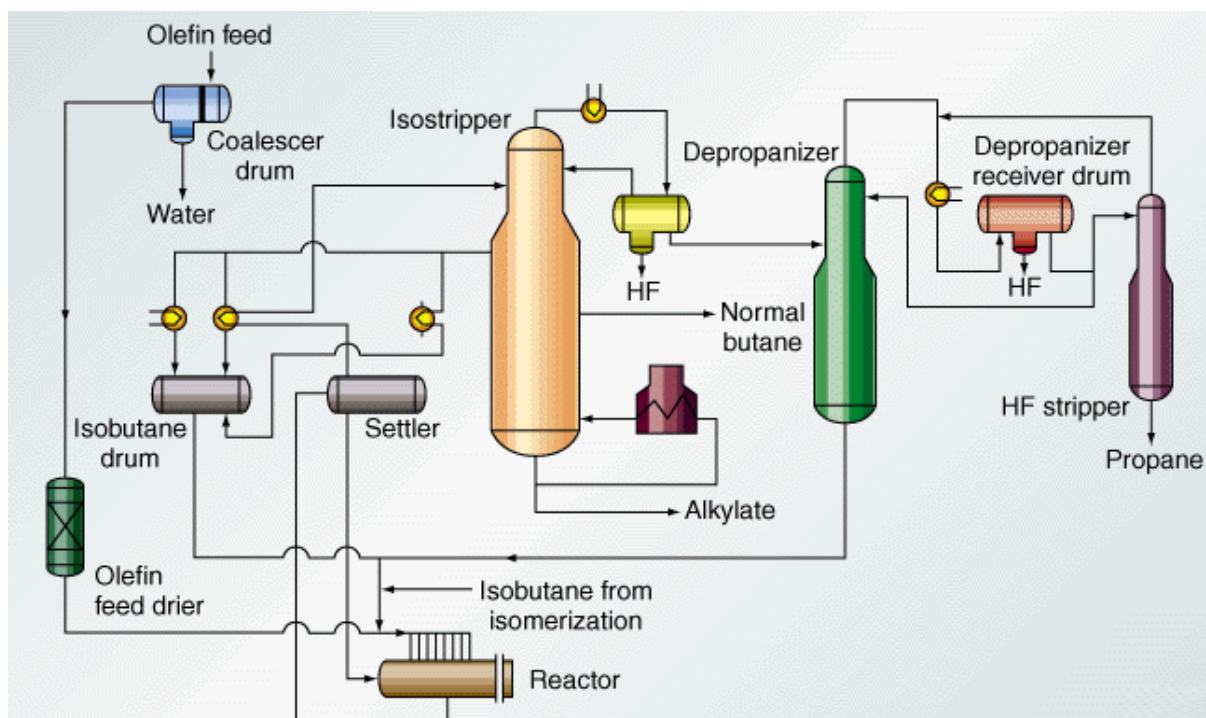 Olefin feed
Coalescer
drum
Water
Isostripper
HF
Depropanizer
Depropanizer
receiver drum
HF
Normal
butane
HF stripper
Propane
Isobutane
drum
Settler
Alkylate
Olefin
feed drier
Isobutane from
isomerization
Reactor